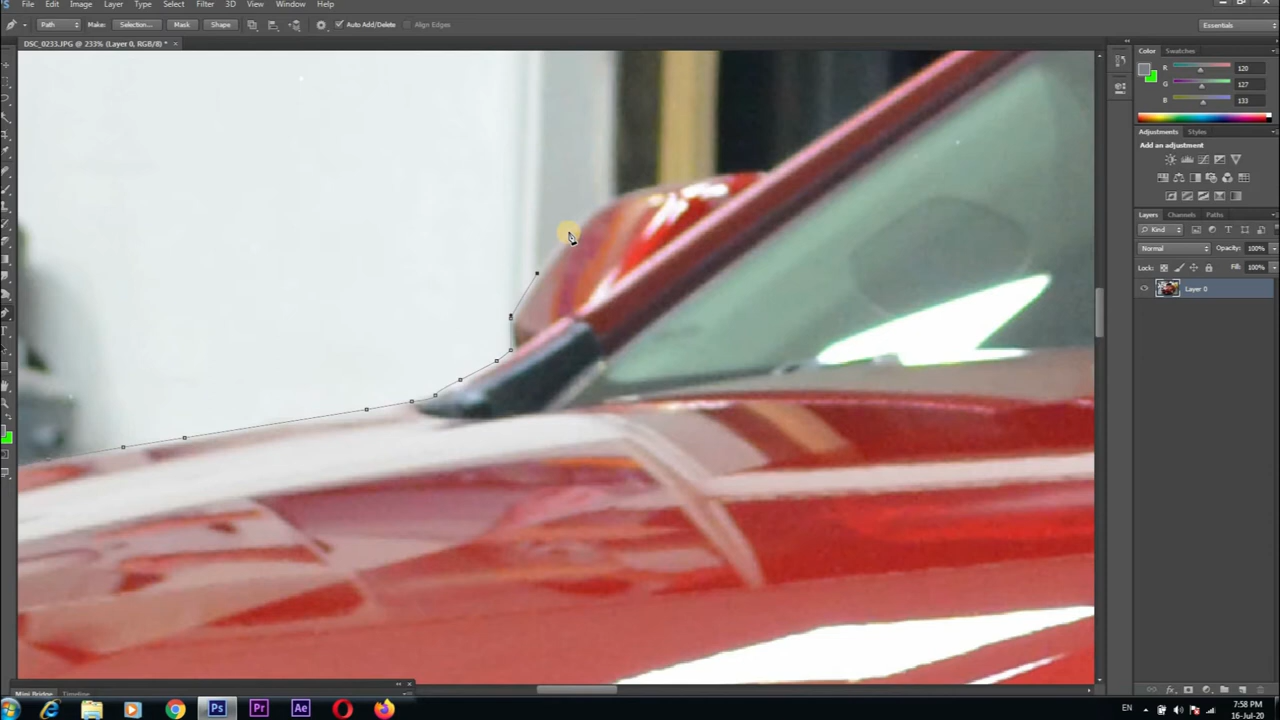 File Edit Image Layer Type Select Filter 3D View Window Help
Path Make: Selection... Mask Shape Auto Add/Delete Align Edges Essentials
DSC_0233.JPG @ 233% (Layer 0, RGB/8) * ×
Color Swatches
R 120
G 127
B 133
Adjustments Styles
Add an adjustment
Layers Channels Paths
Kind
Normal Opacity: 100%
Lock: Fill: 100%
Layer 0
Mini Bridge Timeline
Ps Pr Ae EN 7:58 PM
16-Jul-20